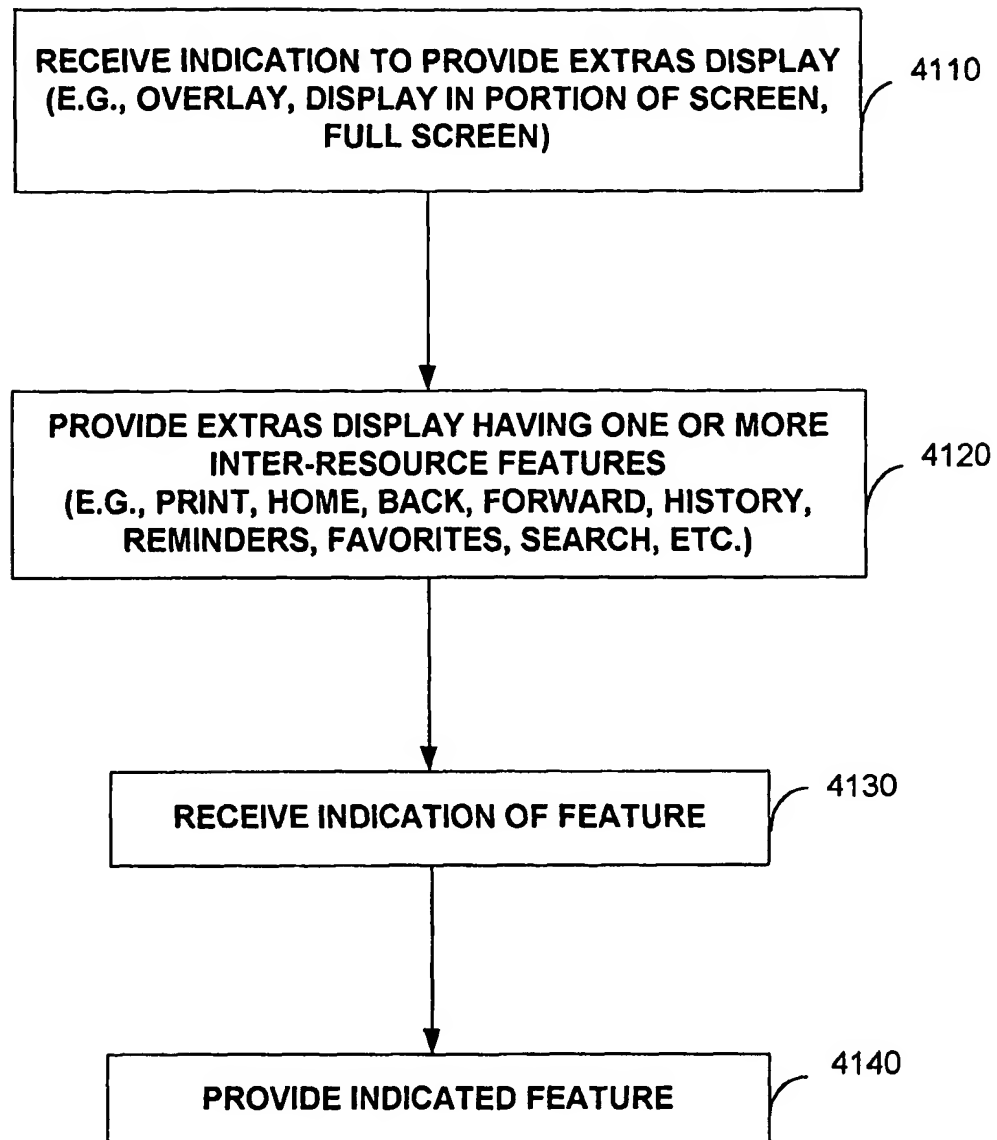 RECEIVE INDICATION TO PROVIDE EXTRAS DISPLAY
(E.G., OVERLAY, DISPLAY IN PORTION OF SCREEN,
FULL SCREEN)
4110
PROVIDE EXTRAS DISPLAY HAVING ONE OR MORE
INTER-RESOURCE FEATURES
(E.G., PRINT, HOME, BACK, FORWARD, HISTORY,
REMINDERS, FAVORITES, SEARCH, ETC.)
4120
RECEIVE INDICATION OF FEATURE
4130
PROVIDE INDICATED FEATURE
4140